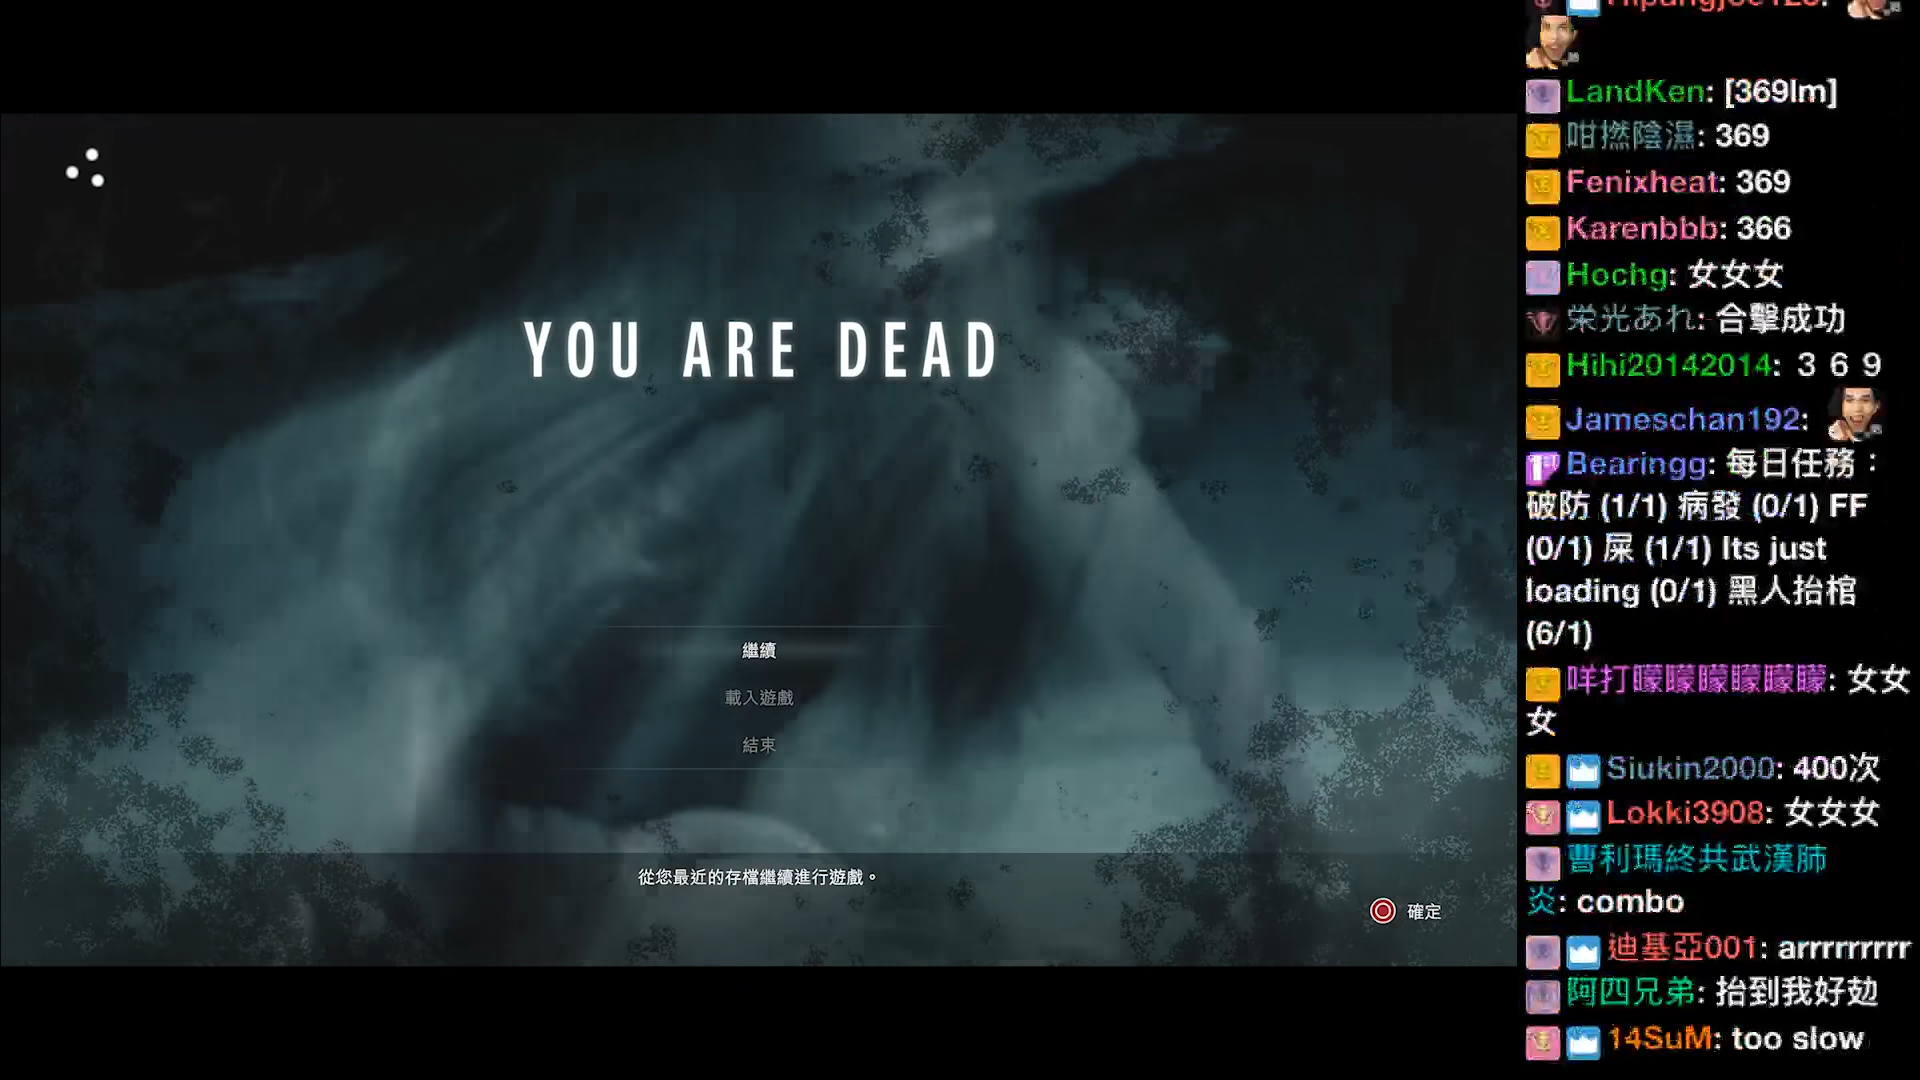 YOU ARE DEAD
繼續
載入遊戲
結束
從您最近的存檔繼續進行遊戲。
確定
LandKen: [369lm]
咁撚陰濕: 369
Fenixheat: 369
Karenbbb: 366
Hochg: 女女女
栄光あれ: 合擊成功
Hihi20142014: 3 6 9
Jameschan192:
Bearingg: 每日任務：
破防 (1/1) 病發 (0/1) FF
(0/1) 屎 (1/1) Its just
loading (0/1) 黑人抬棺
(6/1)
咩打矇矇矇矇矇矇: 女女
女
Siukin2000: 400次
Lokki3908: 女女女
曹利瑪終共武漢肺
炎: combo
迪基亞001: arrrrrrrrr
阿四兄弟: 抬到我好攰
14SuM: too slow